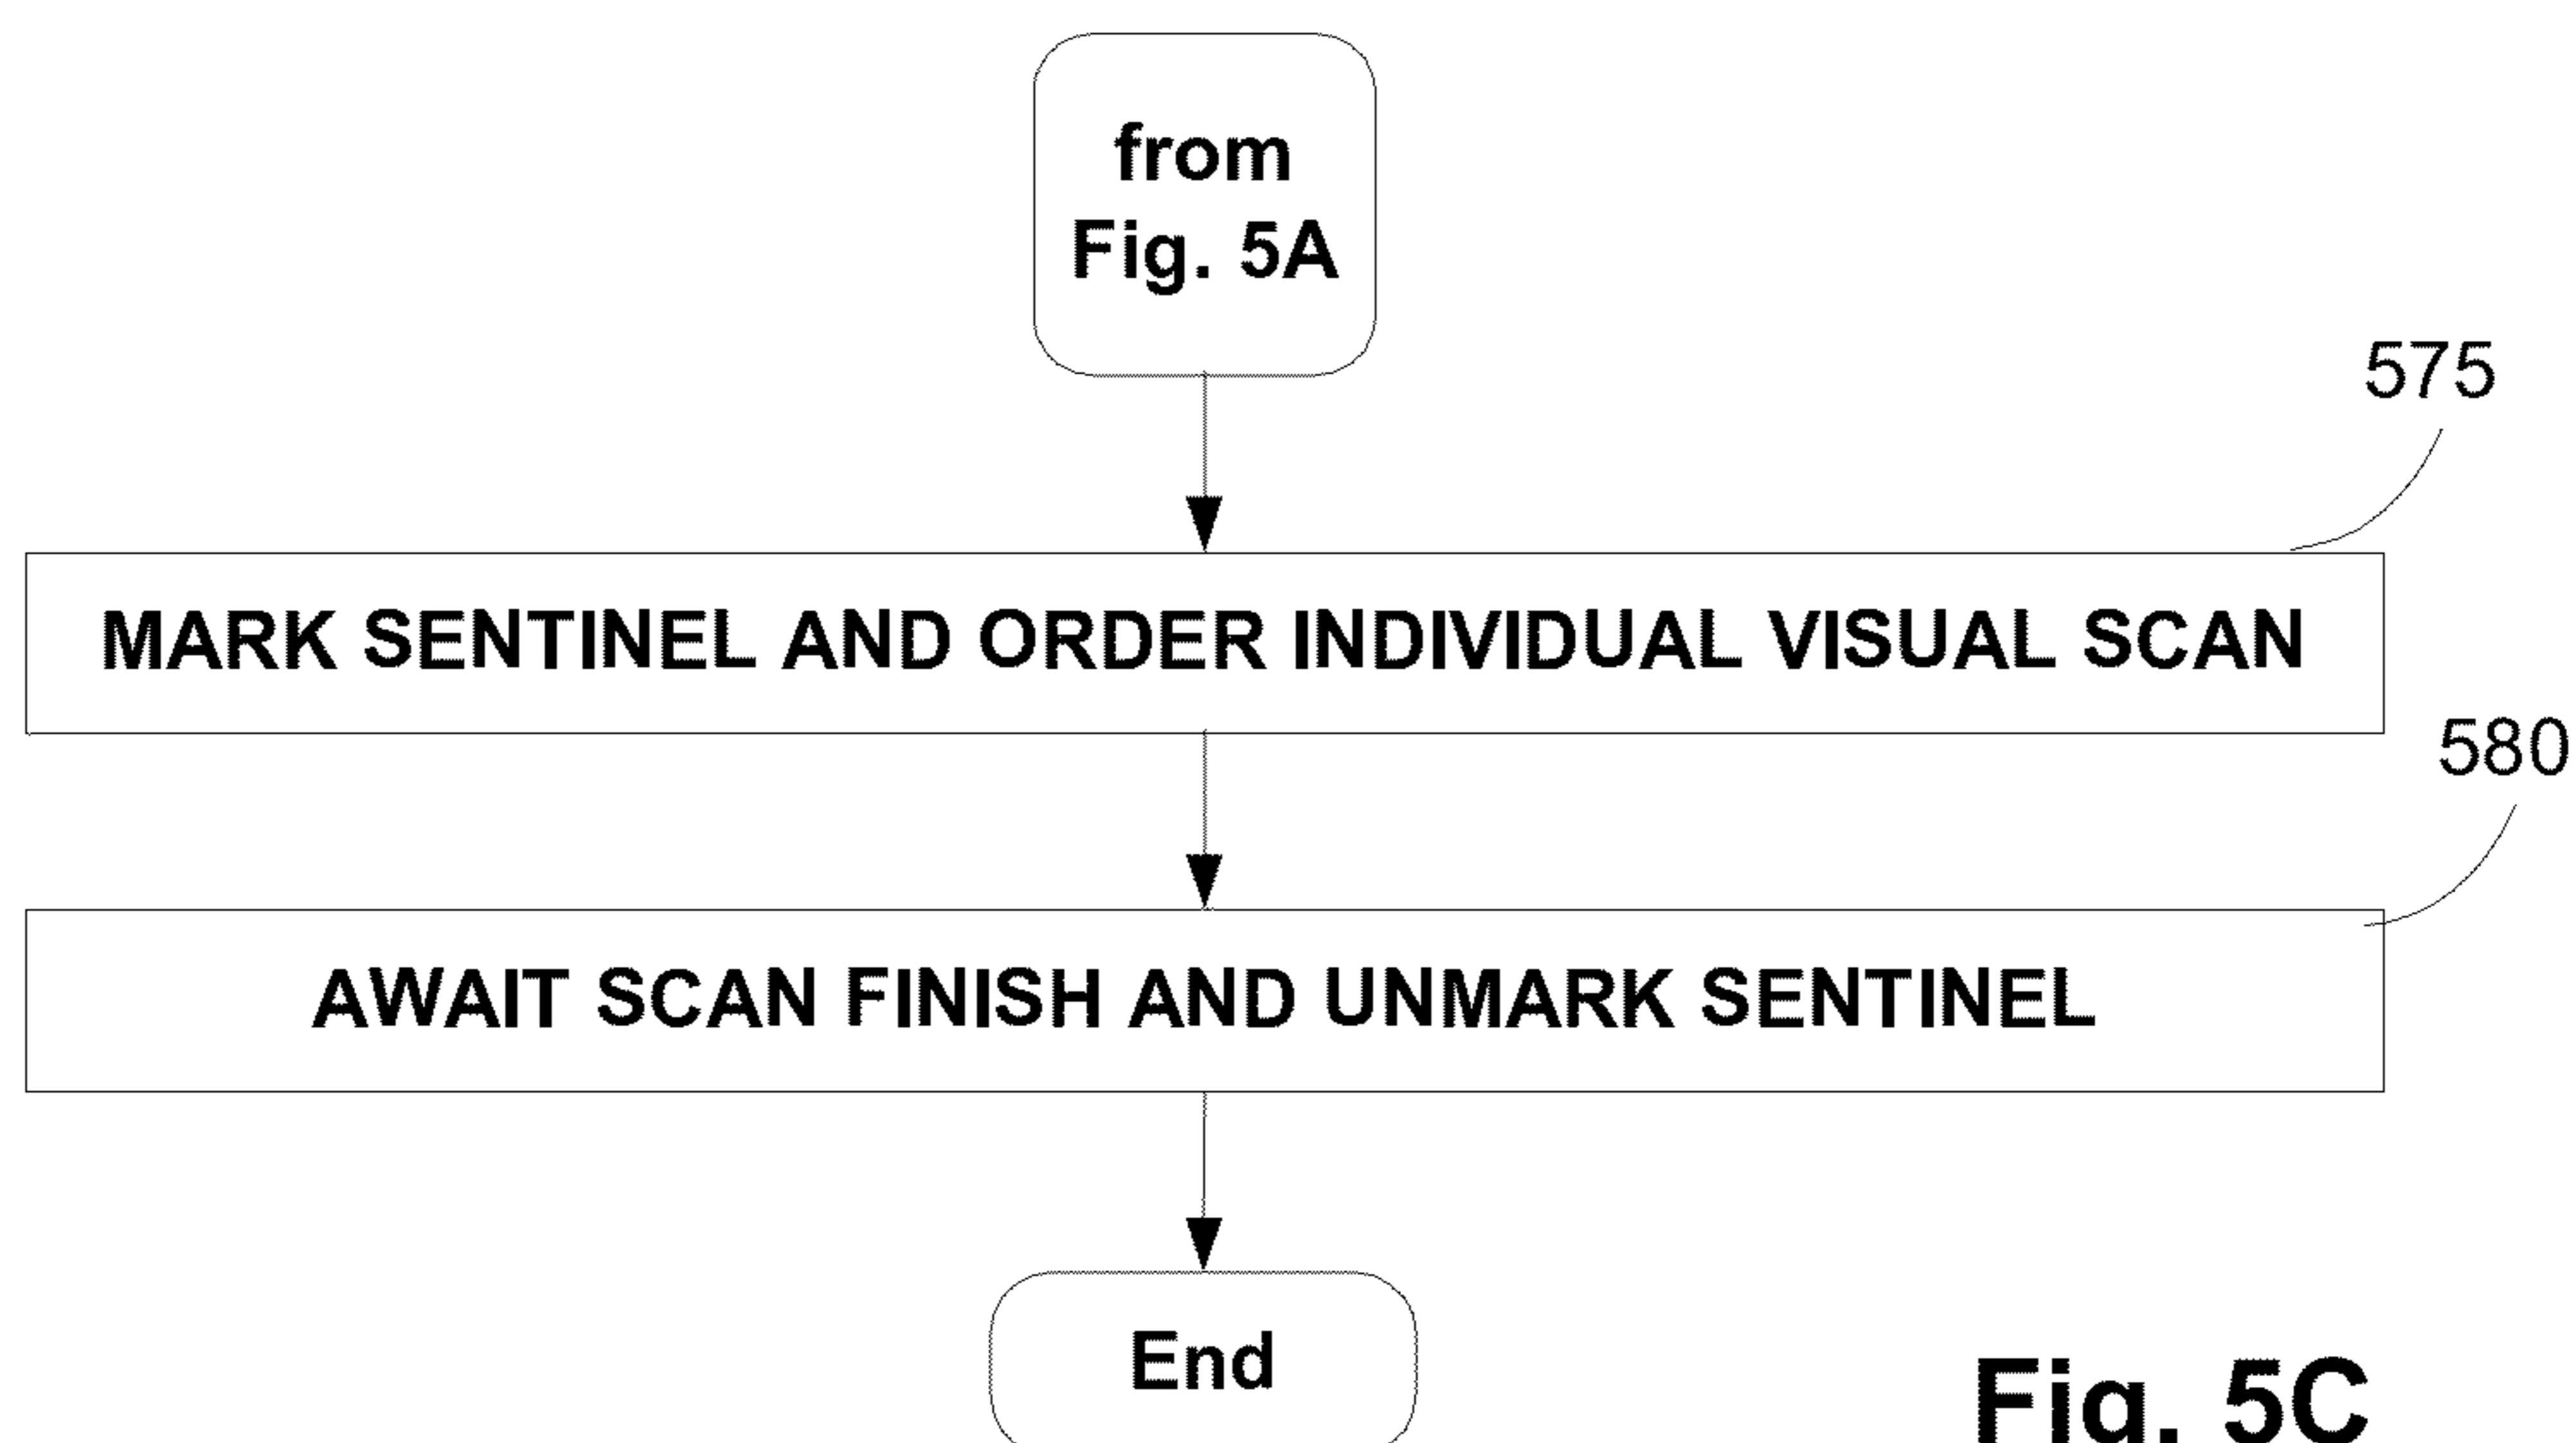 from
Fig. 5A
575
MARK SENTINEL AND ORDER INDIVIDUAL VISUAL SCAN
580
AWAIT SCAN FINISH AND UNMARK SENTINEL
End
Fig. 5C